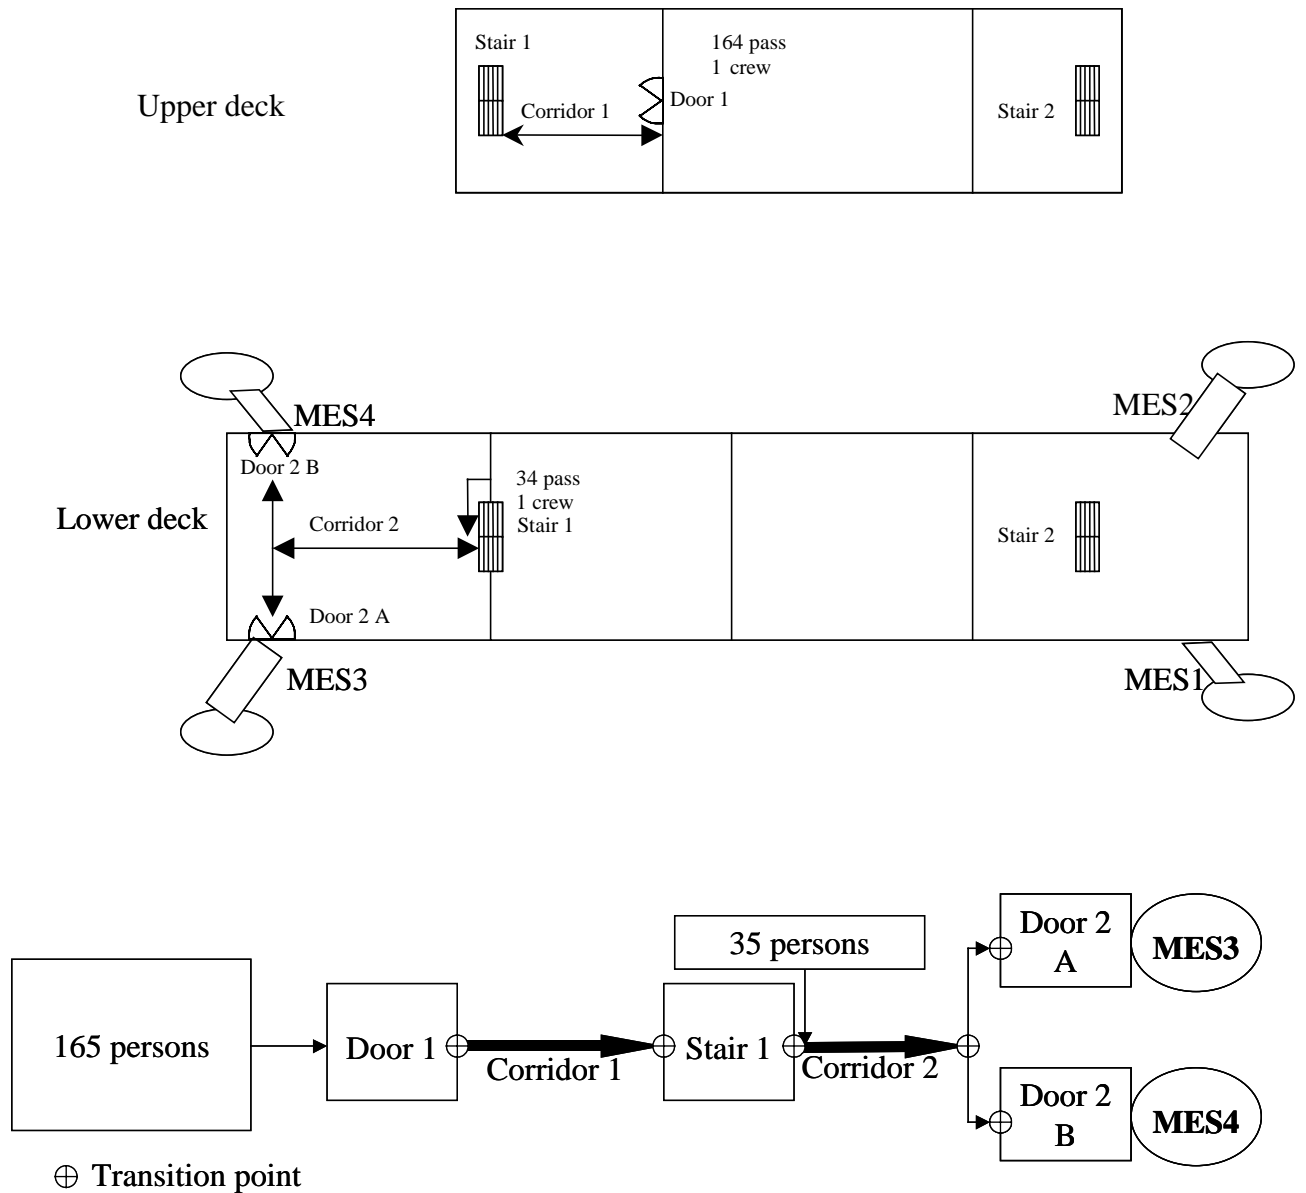 Stair 1
164 pass
1 crew
Upper deck
Corridor 1
Door 1
Stair 2
MES4
MES2
Door 2 B
34 pass
1 crew
Stair 1
Lower deck
Corridor 2
Stair 2
Door 2 A
MES3
MES1
35 persons
Door 2
A
MES3
165 persons
Door 1
Corridor 1
Stair 1
Corridor 2
Door 2
B
MES4
Transition point